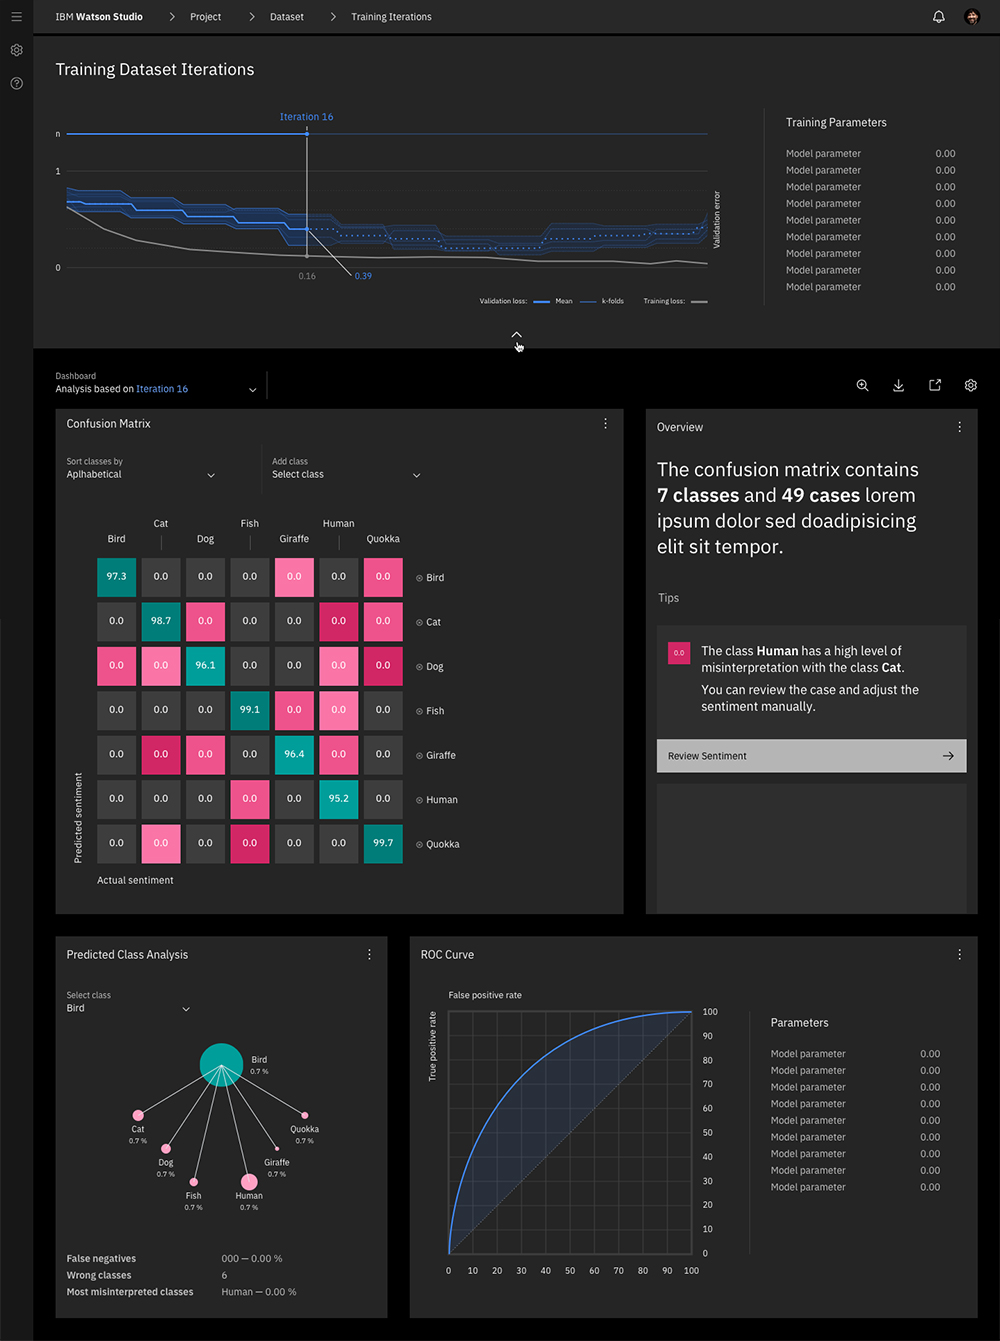 IBM Watson Studio
Project
Dataset
Training Iterations
Training Dataset Iterations
Iteration 16
n
1
0
0.16
0.39
Validation error
Validation loss:
Mean
k-folds
Training loss:
Training Parameters
Model parameter 0.00
Model parameter 0.00
Model parameter 0.00
Model parameter 0.00
Model parameter 0.00
Model parameter 0.00
Model parameter 0.00
Model parameter 0.00
Model parameter 0.00
Dashboard
Analysis based on Iteration 16
Confusion Matrix
Sort classes by
Aplhabetical
Add class
Select class
Cat Fish Human
Bird Dog Giraffe Quokka
97.3 0.0 0.0 0.0 0.0 0.0 0.0 Bird
0.0 98.7 0.0 0.0 0.0 0.0 0.0 Cat
0.0 0.0 96.1 0.0 0.0 0.0 0.0 Dog
0.0 0.0 0.0 99.1 0.0 0.0 0.0 Fish
0.0 0.0 0.0 0.0 96.4 0.0 0.0 Giraffe
0.0 0.0 0.0 0.0 0.0 95.2 0.0 Human
0.0 0.0 0.0 0.0 0.0 0.0 99.7 Quokka
Predicted sentiment
Actual sentiment
Overview
The confusion matrix contains
7 classes and 49 cases lorem
ipsum dolor sed doadipisicing
elit sit tempor.
Tips
0.0
The class Human has a high level of
misinterpretation with the class Cat.
You can review the case and adjust the
sentiment manually.
Review Sentiment
Predicted Class Analysis
Select class
Bird
Bird
0.7 %
Cat
0.7 %
Quokka
0.7 %
Dog
0.7 %
Giraffe
0.7 %
Fish
0.7 %
Human
0.7 %
False negatives 000 — 0.00 %
Wrong classes 6
Most misinterpreted classes Human — 0.00 %
ROC Curve
False positive rate
True positive rate
100
90
80
70
60
50
40
30
20
10
0
0 10 20 30 40 50 60 70 80 90 100
Parameters
Model parameter 0.00
Model parameter 0.00
Model parameter 0.00
Model parameter 0.00
Model parameter 0.00
Model parameter 0.00
Model parameter 0.00
Model parameter 0.00
Model parameter 0.00